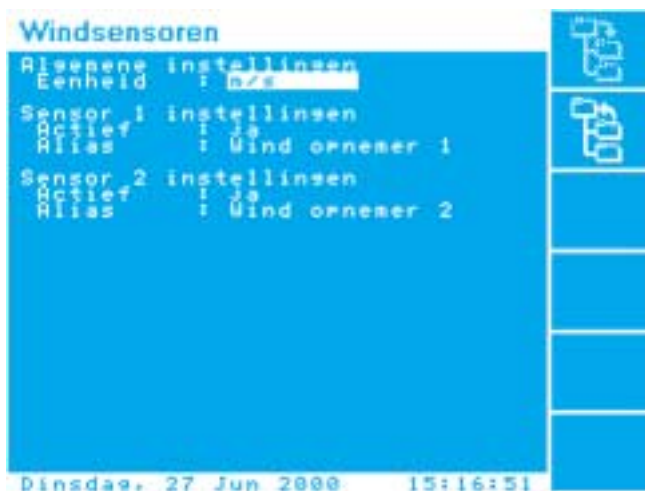 Windsensoren
Algemene instellingen
Eenheid : m/s
Sensor 1 instellingen
Actief : Ja
Alias : Wind opnemer 1
Sensor 2 instellingen
Actief : Ja
Alias : Wind opnemer 2
Dinsdag, 27 Jun 2000 15:16:51